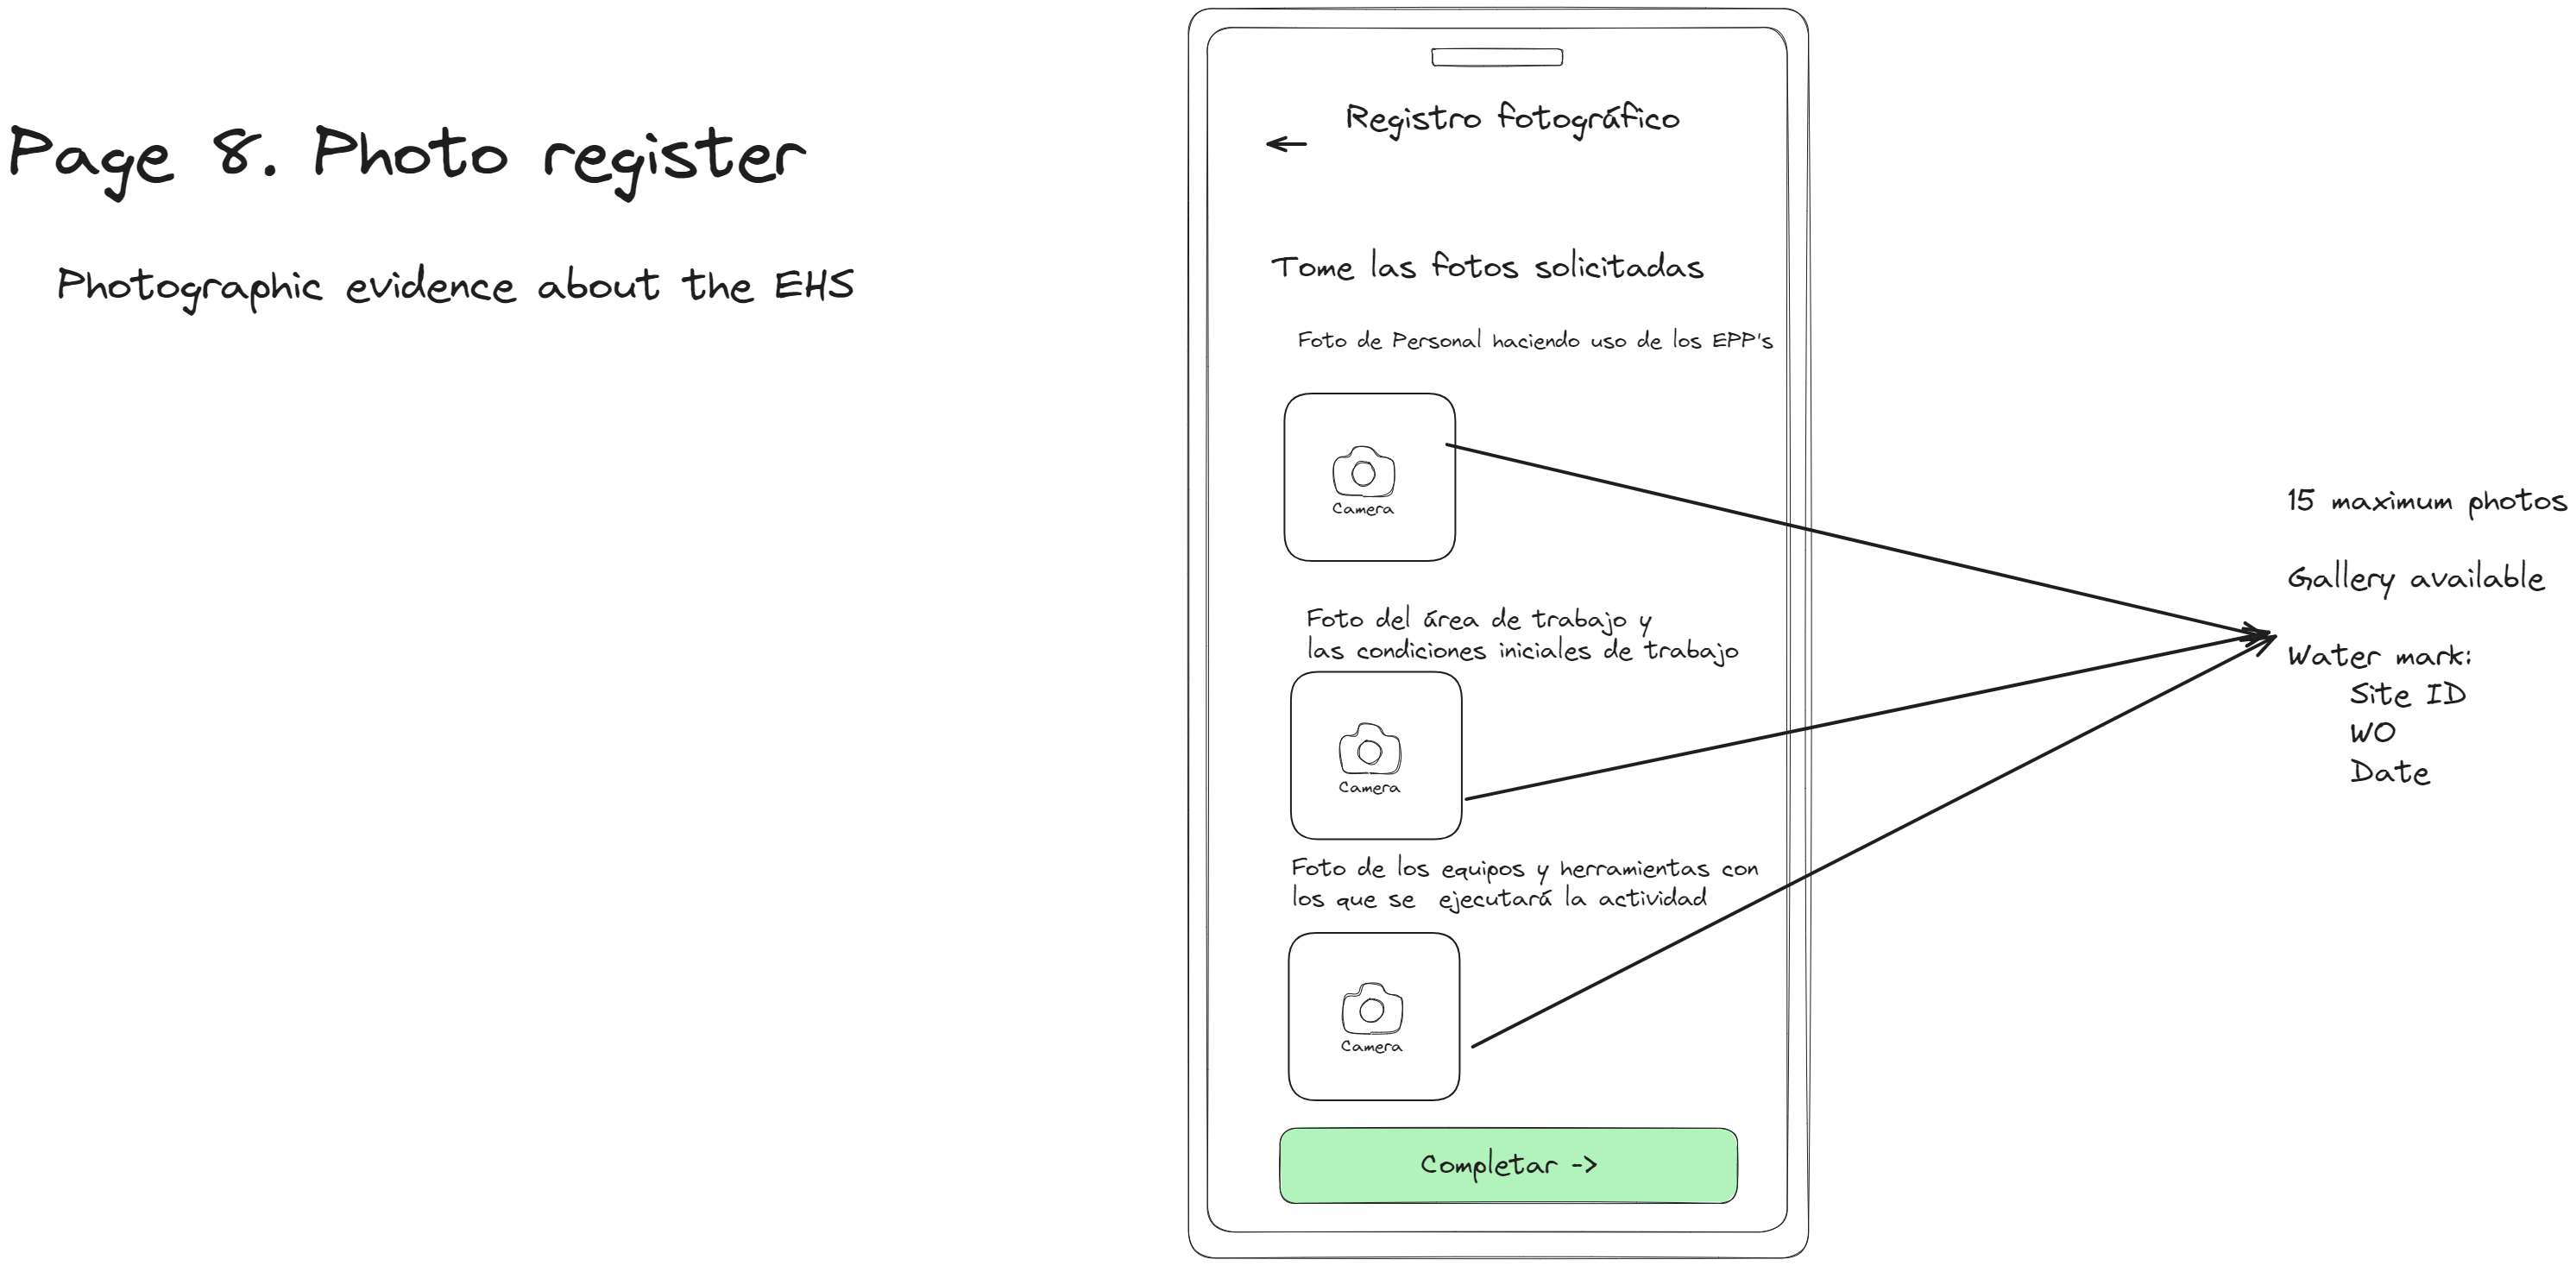 Page 8. Photo register
Photographic evidence about the EHS
Registro fotográfico
Tome las fotos solicitadas
Foto de Personal haciendo uso de los EPP's
Camera
Foto del área de trabajo y
las condiciones iniciales de trabajo
Camera
Foto de los equipos y herramientas con
los que se ejecutará la actividad
Camera
Completar ->
15 maximum photos
Gallery available
Water mark:
Site ID
WO
Date